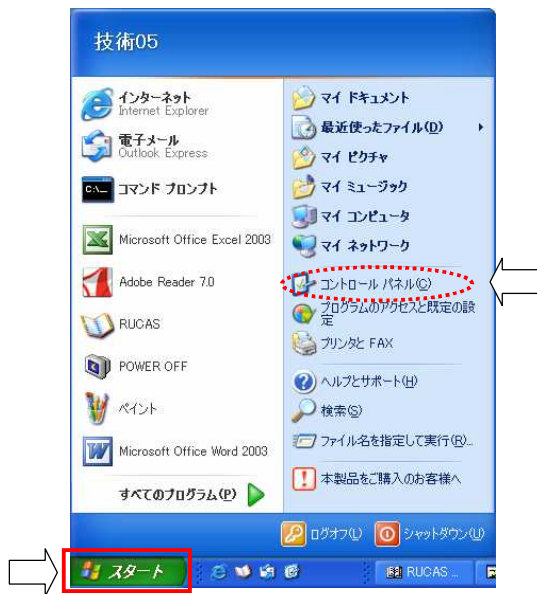 技術05
インターネット
Internet Explorer
電子メール
Outlook Express
コマンド プロンプト
Microsoft Office Excel 2003
Adobe Reader 7.0
RUCAS
POWER OFF
ペイント
Microsoft Office Word 2003
すべてのプログラム(P)
マイ ドキュメント
最近使ったファイル(D)
マイ ピクチャ
マイ ミュージック
マイ コンピュータ
マイ ネットワーク
コントロール パネル(C)
プログラムのアクセスと既定の設
定
プリンタと FAX
ヘルプとサポート(H)
検索(S)
ファイル名を指定して実行(R)...
本製品をご購入のお客様へ
ログオフ(L)
シャットダウン(U)
スタート
RUCAS ...